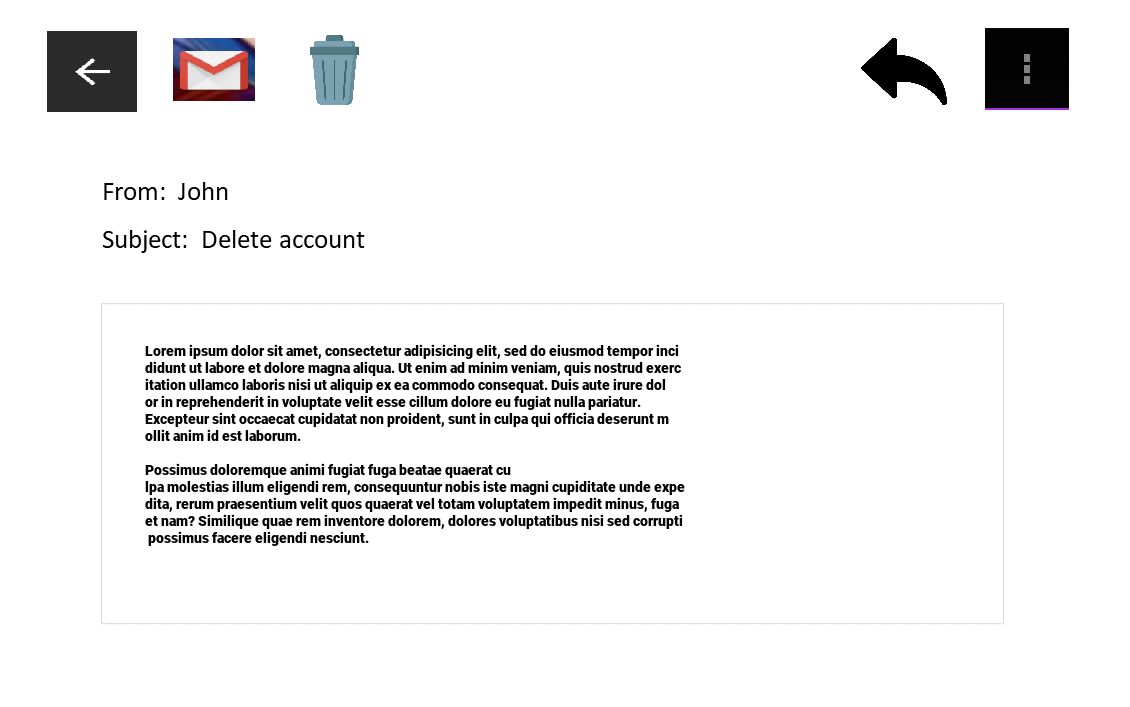 From: John
Subject: Delete account
Lorem ipsum dolor sit amet, consectetur adipisicing elit, sed do eiusmod tempor inci
didunt ut labore et dolore magna aliqua. Ut enim ad minim veniam, quis nostrud exerc
itation ullamco laboris nisi ut aliquip ex ea commodo consequat. Duis aute irure dol
or in reprehenderit in voluptate velit esse cillum dolore eu fugiat nulla pariatur.
Excepteur sint occaecat cupidatat non proident, sunt in culpa qui officia deserunt m
ollit anim id est laborum.
Possimus doloremque animi fugiat fuga beatae quaerat cu
lpa molestias illum eligendi rem, consequuntur nobis iste magni cupiditate unde expe
dita, rerum praesentium velit quos quaerat vel totam voluptatem impedit minus, fuga
et nam? Similique quae rem inventore dolorem, dolores voluptatibus nisi sed corrupti
possimus facere eligendi nesciunt.